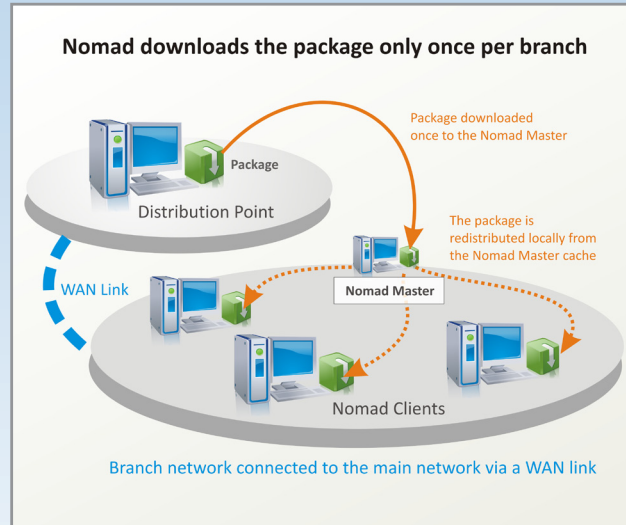 Nomad downloads the package only once per branch
Package downloaded
once to the Nomad Master
Package
Distribution Point
The package is
redistributed locally from
the Nomad Master cache
WAN Link
Nomad Master
Nomad Clients
Branch network connected to the main network via a WAN link